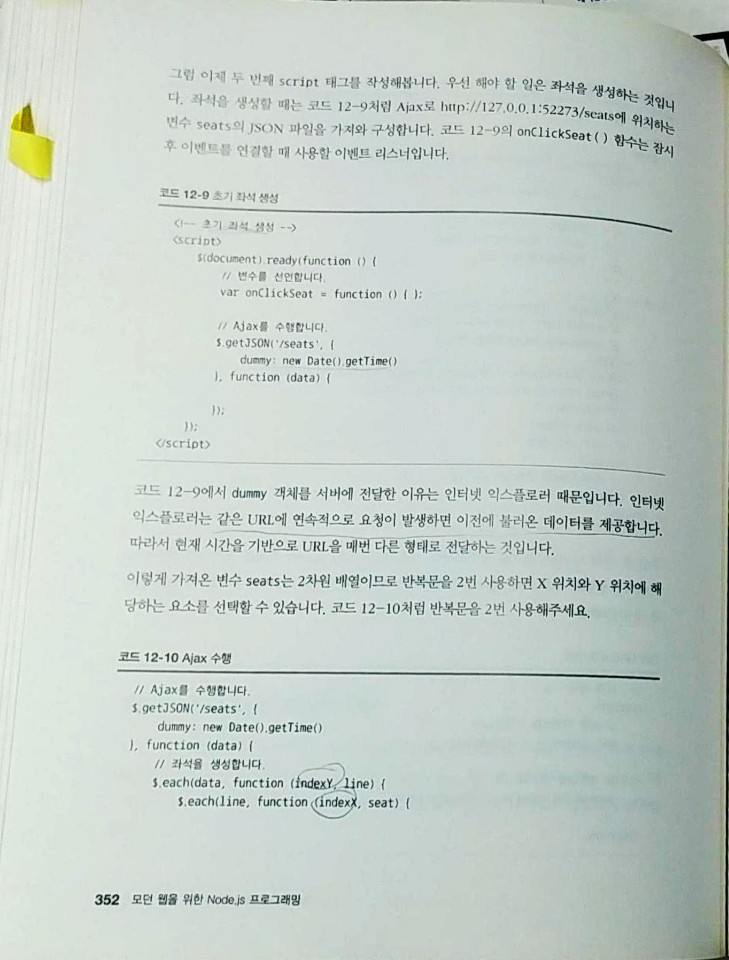 그럼 이제 두 번째 script 태그를 작성해봅니다. 우선 해야 할 일은 좌석을 생성하는 것입니
다. 좌석을 생성할 때는 코드 12-9처럼 Ajax로 http://127.0.0.1:52273/seats에 위치하는
변수 seats의 JSON 파일을 가져와 구성합니다. 코드 12-9의 onClickSeat() 함수는 잠시
후 이벤트를 연결할 때 사용할 이벤트 리스너입니다.
코드 12-9 초기 좌석 생성
<!-- 초기 좌석 생성 -->
<script>
$(document).ready(function () {
// 변수를 선언합니다.
var onClickSeat = function () { };
// Ajax를 수행합니다.
$.getJSON('/seats', {
dummy: new Date().getTime()
}, function (data) {
});
});
</script>
코드 12-9에서 dummy 객체를 서버에 전달한 이유는 인터넷 익스플로러 때문입니다. 인터넷
익스플로러는 같은 URL에 연속적으로 요청이 발생하면 이전에 불러온 데이터를 제공합니다.
따라서 현재 시간을 기반으로 URL을 매번 다른 형태로 전달하는 것입니다.
이렇게 가져온 변수 seats는 2차원 배열이므로 반복문을 2번 사용하면 X 위치와 Y 위치에 해
당하는 요소를 선택할 수 있습니다. 코드 12-10처럼 반복문을 2번 사용해주세요.
코드 12-10 Ajax 수행
// Ajax를 수행합니다.
$.getJSON('/seats', {
dummy: new Date().getTime()
}, function (data) {
// 좌석을 생성합니다.
$.each(data, function (indexY, line) {
$.each(line, function (indexX, seat) {
352 모던 웹을 위한 Node.js 프로그래밍